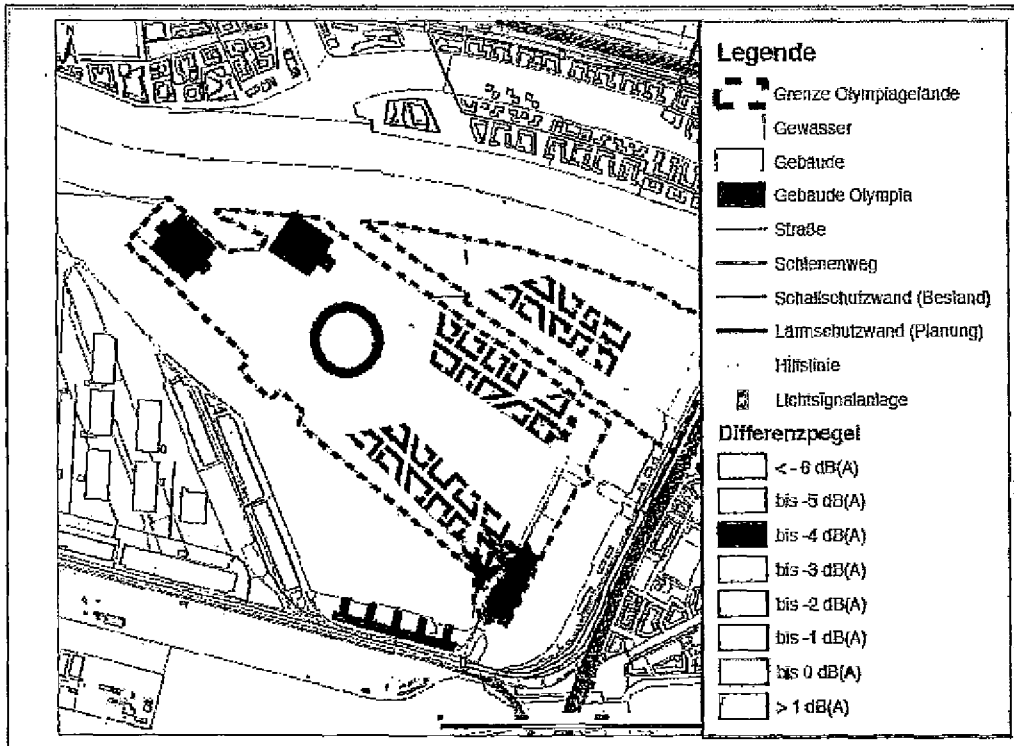 Legende
Grenze Olympiagelände
Gewässer
Gebäude
Gebäude Olympia
Straße
Schienenweg
Schallschutzwand (Bestand)
Lärmschutzwand (Planung)
Hilfslinie
Lichtsignalanlage
Differenzpegel
< -6 dB(A)
bis -5 dB(A)
bis -4 dB(A)
bis -3 dB(A)
bis -2 dB(A)
bis -1 dB(A)
bis 0 dB(A)
> 1 dB(A)